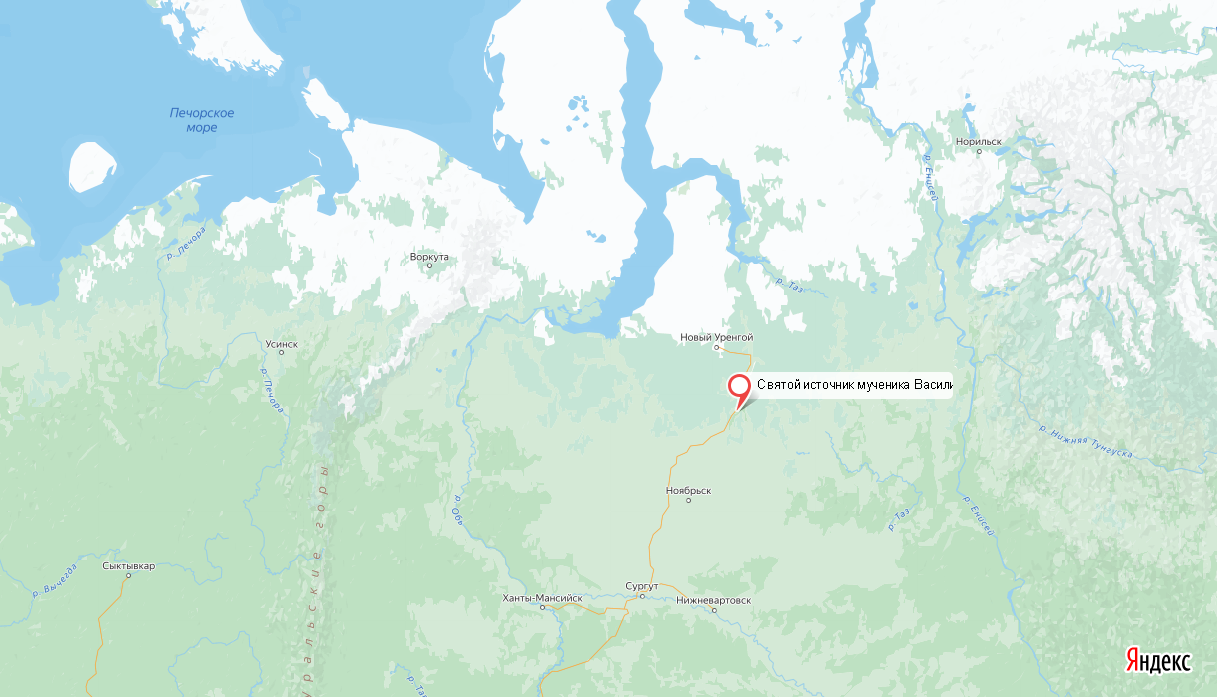 Печорское
море
Норильск
р. Енисей
р. Печора
Воркута
р. Таз
Новый Уренгой
Усинск
р. Печора
Святой источник мученика Васили
р. Нижняя Тунгуска
Ноябрьск
р. Обь
р. Таз
р. Енисей
Уральские горы
Сыктывкар
р. Вычегда
Сургут
Ханты-Мансийск
Нижневартовск
Яндекс